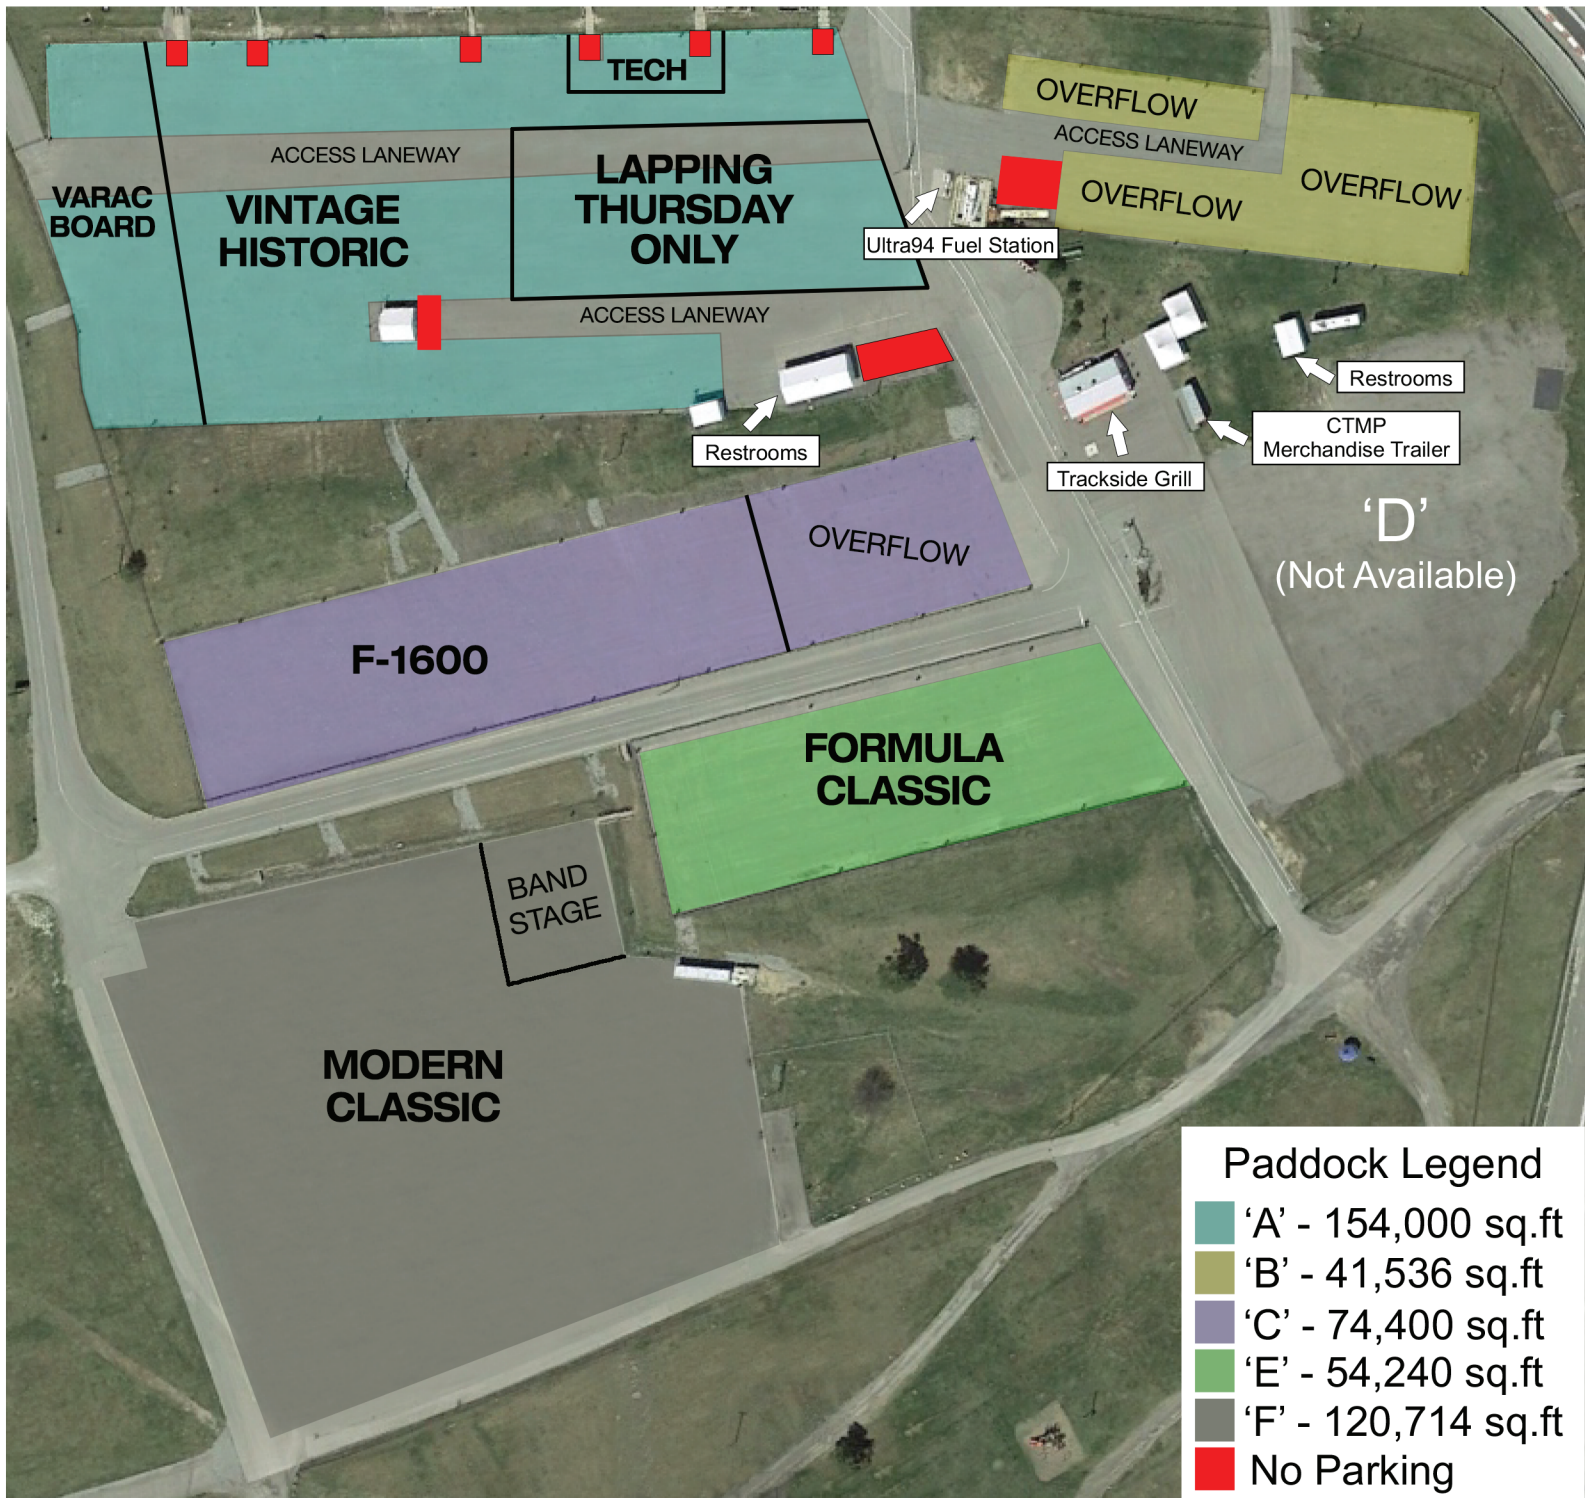 TECH
OVERFLOW
ACCESS LANEWAY
ACCESS LANEWAY
OVERFLOW
OVERFLOW
VARAC
BOARD
VINTAGE
HISTORIC
LAPPING
THURSDAY
ONLY
Ultra94 Fuel Station
ACCESS LANEWAY
Restrooms
CTMP
Merchandise Trailer
Restrooms
Trackside Grill
‘D’
(Not Available)
OVERFLOW
F-1600
FORMULA
CLASSIC
BAND
STAGE
MODERN
CLASSIC
Paddock Legend
‘A’ - 154,000 sq.ft
‘B’ - 41,536 sq.ft
‘C’ - 74,400 sq.ft
‘E’ - 54,240 sq.ft
‘F’ - 120,714 sq.ft
No Parking